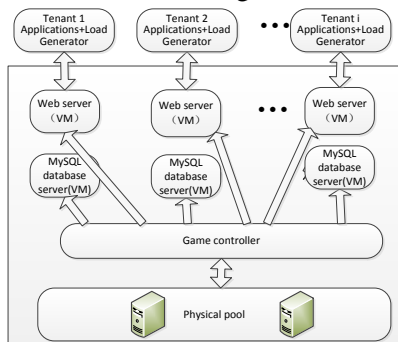 Tenant 1
Applications+Load
Generator
Tenant 2
Applications+Load
Generator
•••
Tenant i
Applications+Load
Generator
Web server
（VM）
Web server
（VM）
•••
Web server
（VM）
MySQL
database
server(VM)
MySQL
database
server(VM)
MySQL
database
server(VM)
Game controller
Physical pool